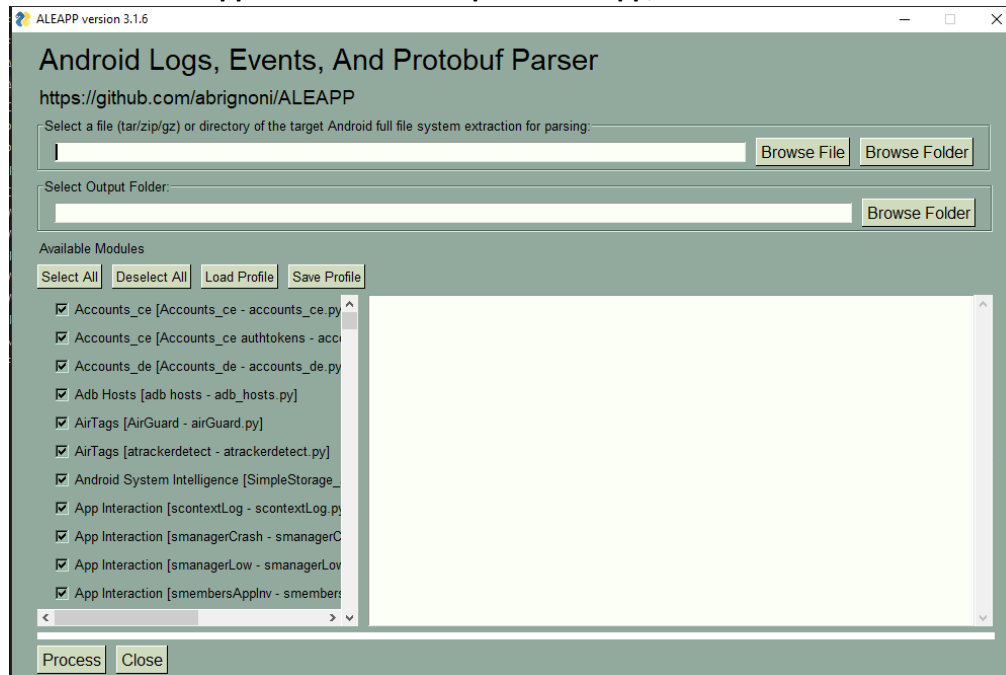 ALEAPP version 3.1.6
Android Logs, Events, And Protobuf Parser
https://github.com/abrignoni/ALEAPP
Select a file (tar/zip/gz) or directory of the target Android full file system extraction for parsing:
Browse File Browse Folder
Select Output Folder:
Browse Folder
Available Modules
Select All Deselect All Load Profile Save Profile
Accounts_ce [Accounts_ce - accounts_ce.py
Accounts_ce [Accounts_ce authtokens - acc
Accounts_de [Accounts_de - accounts_de.py
Adb Hosts [adb hosts - adb_hosts.py]
AirTags [AirGuard - airGuard.py]
AirTags [atrackerdetect - atrackerdetect.py]
Android System Intelligence [SimpleStorage_
App Interaction [scontextLog - scontextLog.py
App Interaction [smanagerCrash - smanagerC
App Interaction [smanagerLow - smanagerLow
App Interaction [smembersAppInv - smembers
Process Close